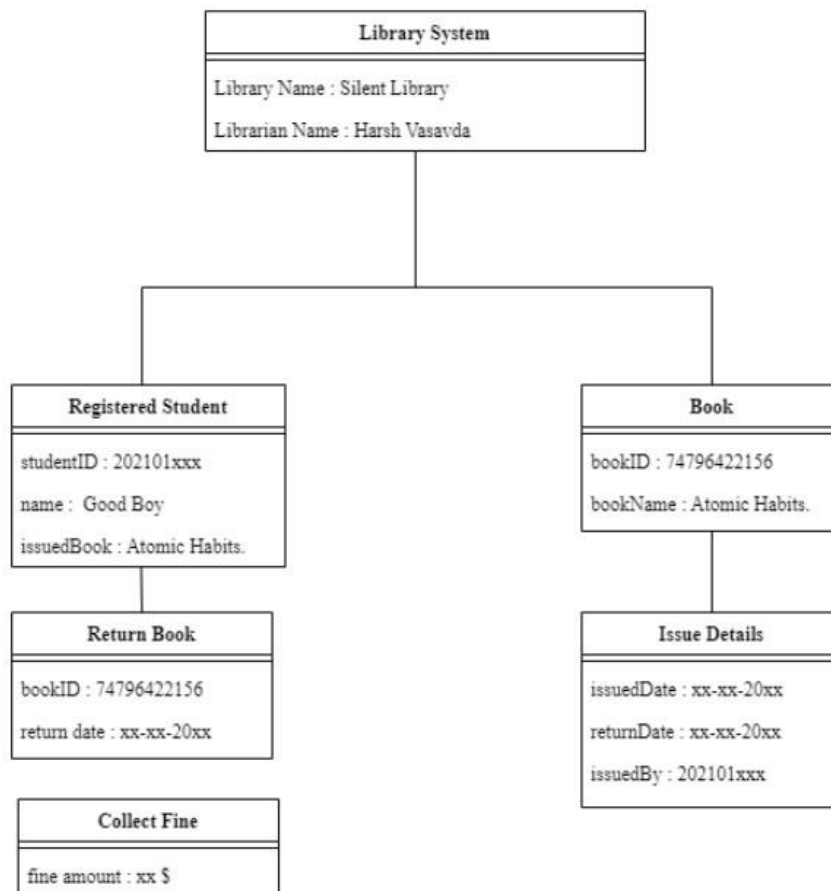 Library System
Library Name : Silent Library
Librarian Name : Harsh Vasavda
Registered Student
studentID : 202101xxx
name :  Good Boy
issuedBook : Atomic Habits.
Book
bookID : 74796422156
bookName : Atomic Habits.
Return Book
bookID : 74796422156
return date : xx-xx-20xx
Issue Details
issuedDate : xx-xx-20xx
returnDate : xx-xx-20xx
issuedBy : 202101xxx
Collect Fine
fine amount : xx $